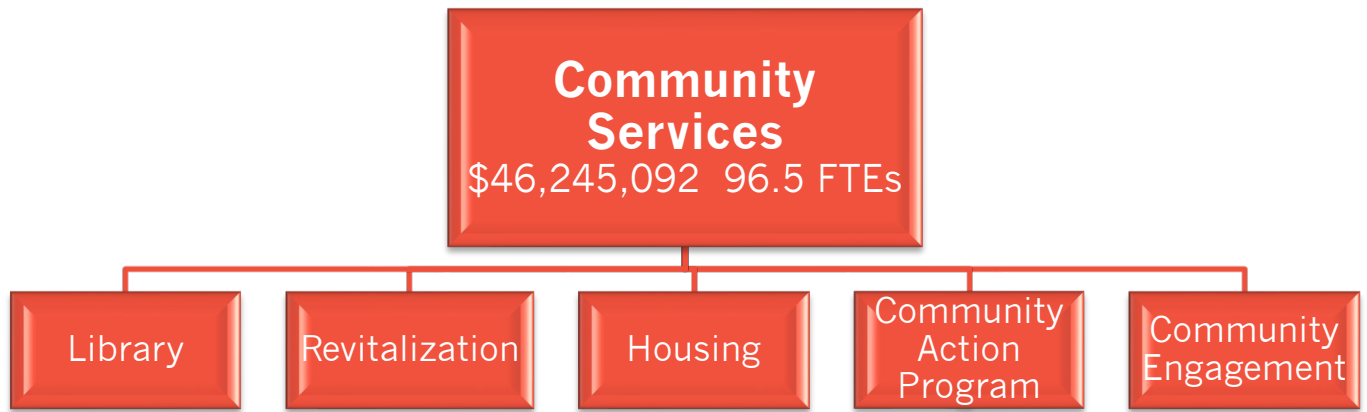 Community
Services
$46,245,092 96.5 FTEs
Library
Revitalization
Housing
Community
Action
Program
Community
Engagement